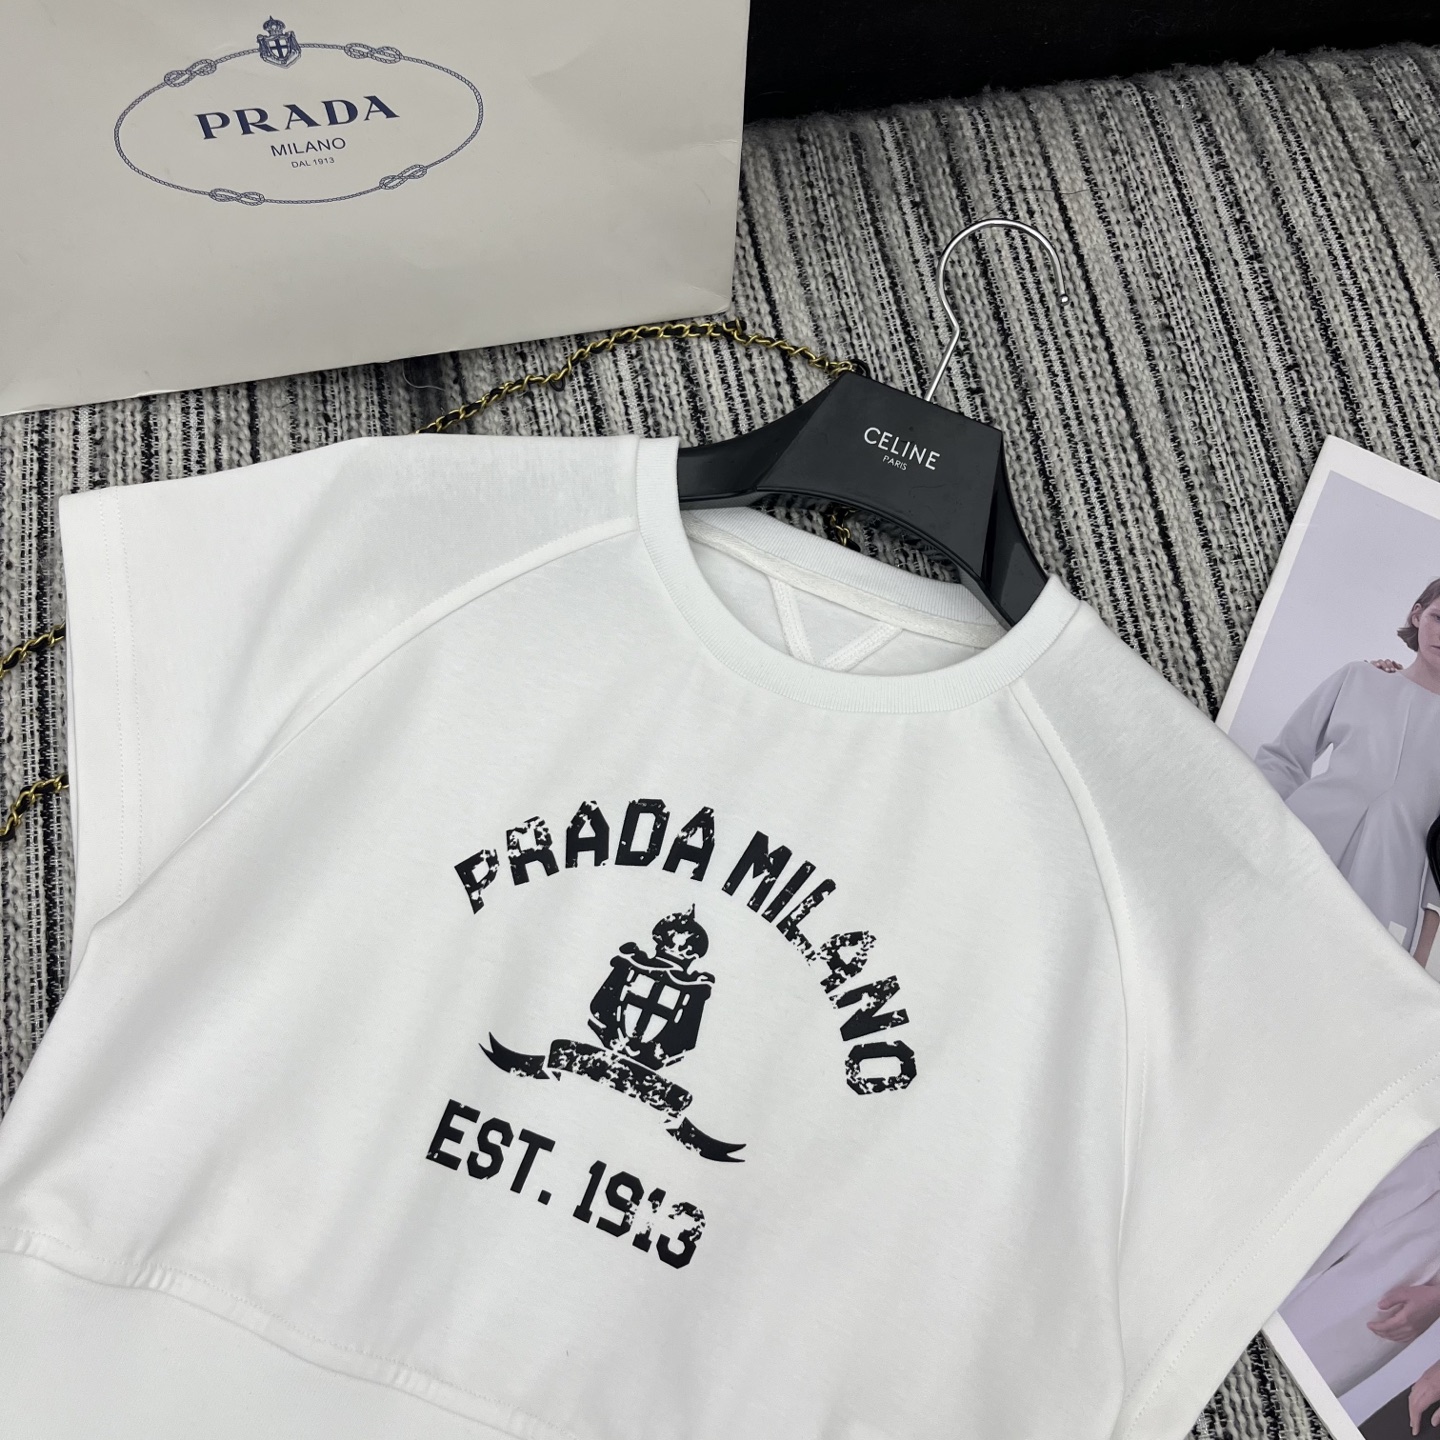 PRADA
MILANO
DAL 1913
CELINE
PARIS
PRADA MILANO
EST. 1913